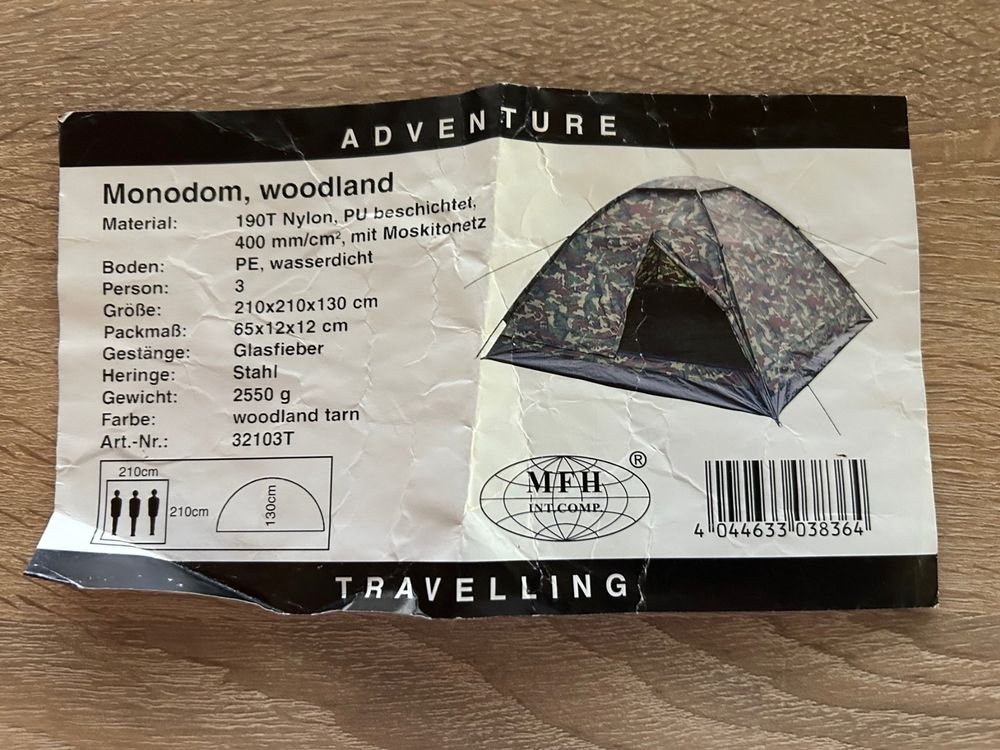 ADVENTURE
Monodom, woodland
Material: 190T Nylon, PU beschichtet,
400 mm/cm², mit Moskitonetz
Boden: PE, wasserdicht
Person: 3
Größe: 210x210x130 cm
Packmaß: 65x12x12 cm
Gestänge: Glasfieber
Heringe: Stahl
Gewicht: 2550 g
Farbe: woodland tarn
Art.-Nr.: 32103T
210cm
210cm
130cm
MFH ®
INT.COMP.
4 044633 038364
TRAVELLING